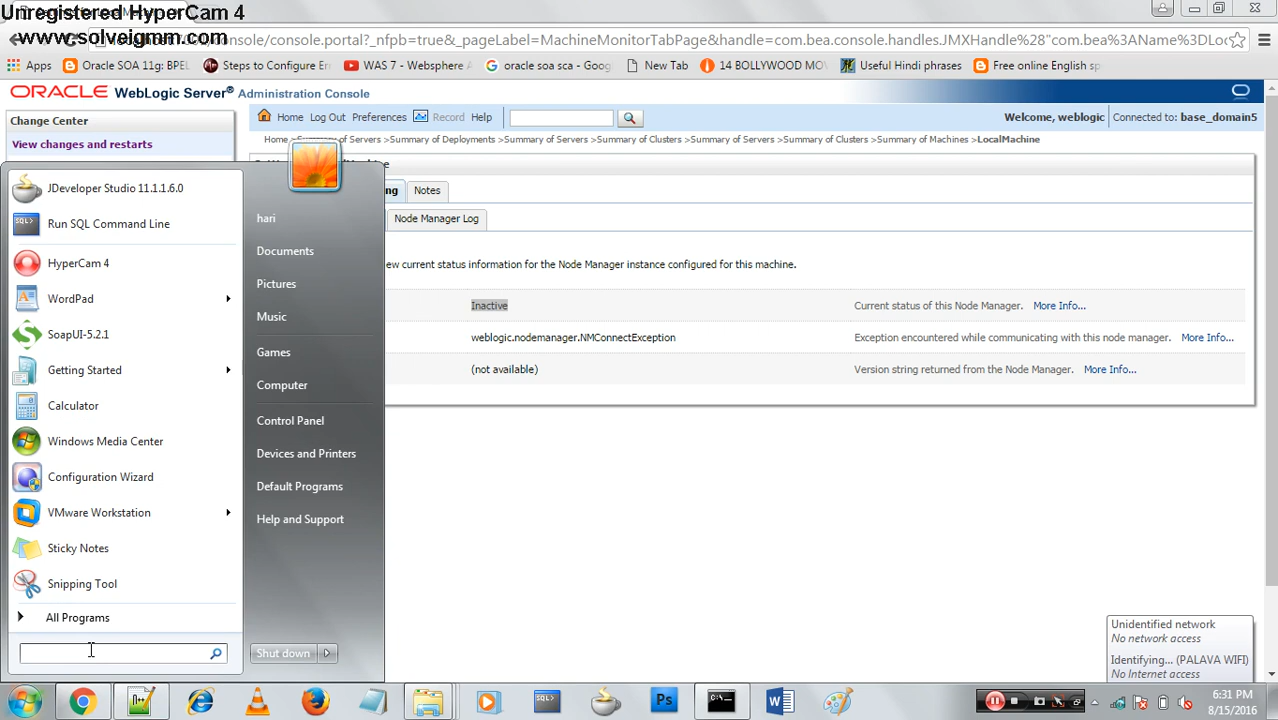 Unregistered HyperCam 4
www.solveigmm.com
/console/console.portal?_nfpb=true&_pageLabel=MachineMonitorTabPage&handle=com.bea.console.handles.JMXHandle%28"com.bea%3AName%3DLoc
Apps
Oracle SOA 11g: BPEL
Steps to Configure Er
WAS 7 - Websphere A
oracle soa sca - Goog
New Tab
14 BOLLYWOOD MOV
Useful Hindi phrases
Free online English sp
ORACLE WebLogic Server® Administration Console
Change Center
View changes and restarts
Home
Log Out
Preferences
Record
Help
Welcome, weblogic
Connected to: base_domain5
Home >Summary of Servers >Summary of Deployments >Summary of Servers >Summary of Clusters >Summary of Servers >Summary of Clusters >Summary of Machines >LocalMachine
ng
Notes
Node Manager Log
ew current status information for the Node Manager instance configured for this machine.
Inactive
Current status of this Node Manager. More Info...
weblogic.nodemanager.NMConnectException
Exception encountered while communicating with this node manager. More Info...
(not available)
Version string returned from the Node Manager. More Info...
JDeveloper Studio 11.1.1.6.0
Run SQL Command Line
HyperCam 4
WordPad
SoapUI-5.2.1
Getting Started
Calculator
Windows Media Center
Configuration Wizard
VMware Workstation
Sticky Notes
Snipping Tool
All Programs
hari
Documents
Pictures
Music
Games
Computer
Control Panel
Devices and Printers
Default Programs
Help and Support
Shut down
Unidentified network
No network access
Identifying... (PALAVA WIFI)
No Internet access
6:31 PM
8/15/2016